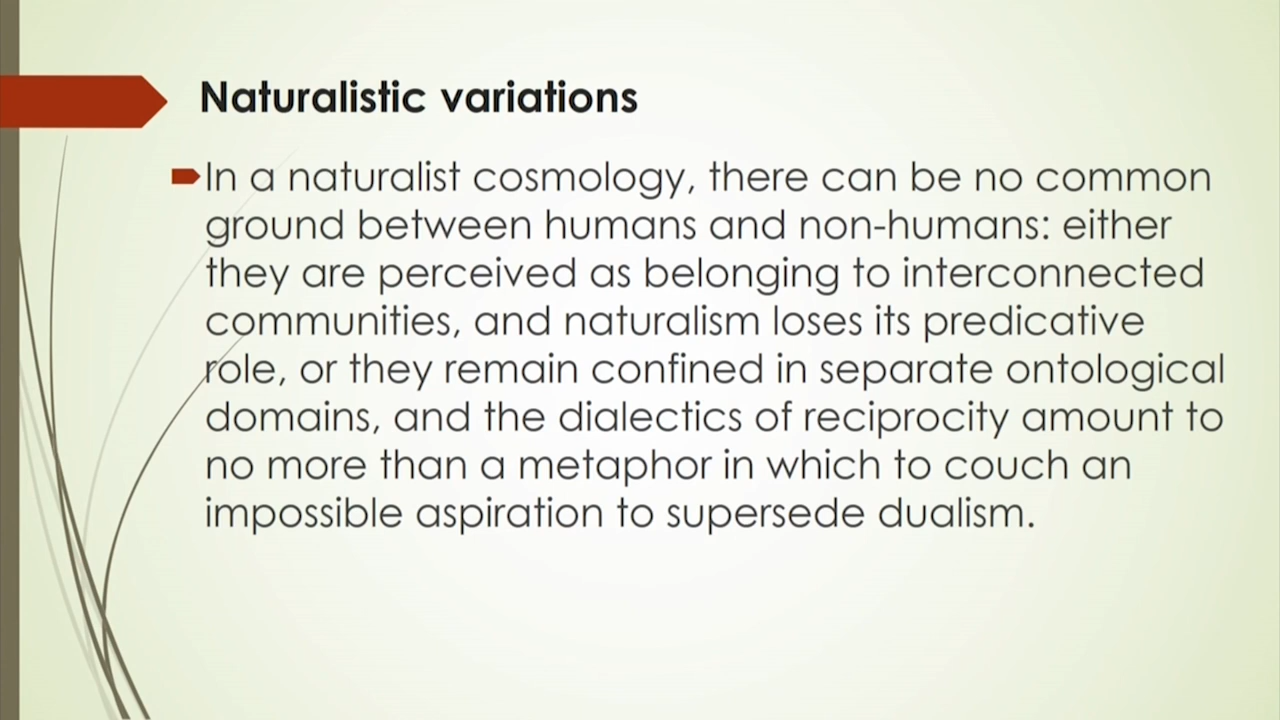 Naturalistic variations
In a naturalist cosmology, there can be no common
ground between humans and non-humans: either
they are perceived as belonging to interconnected
communities, and naturalism loses its predicative
role, or they remain confined in separate ontological
domains, and the dialectics of reciprocity amount to
no more than a metaphor in which to couch an
impossible aspiration to supersede dualism.